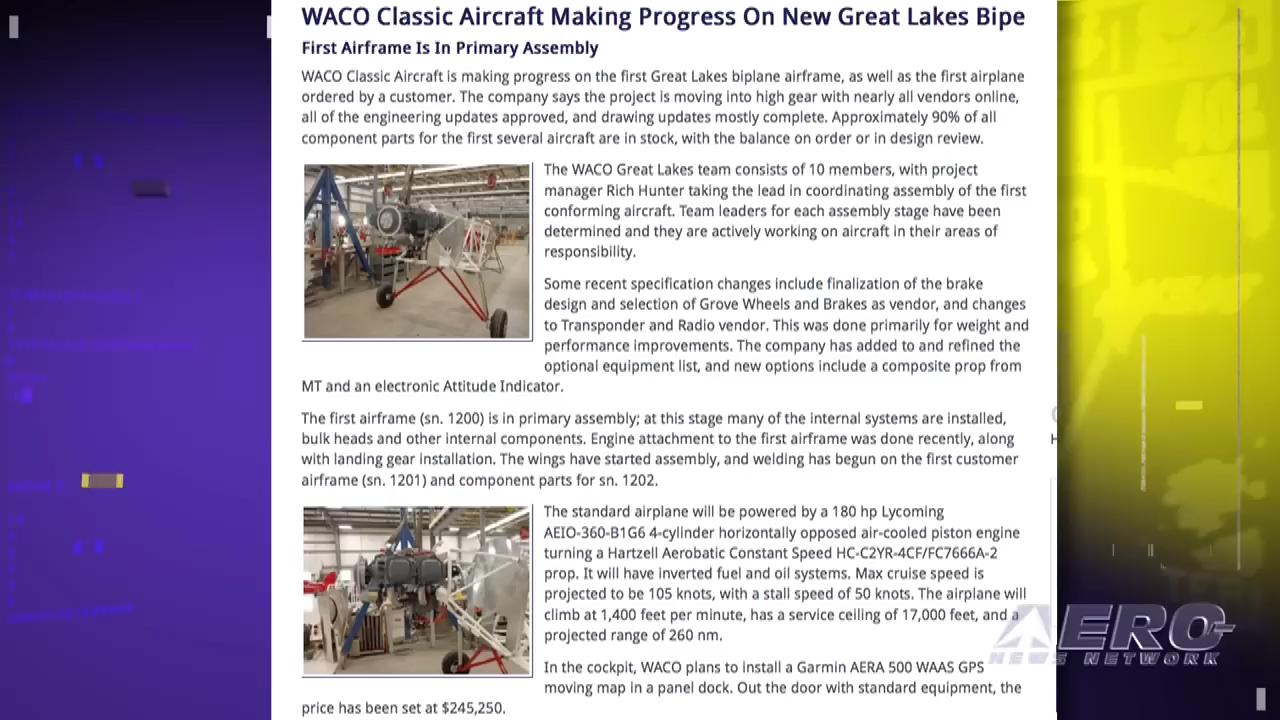 WACO Classic Aircraft Making Progress On New Great Lakes Bipe
First Airframe Is In Primary Assembly
WACO Classic Aircraft is making progress on the first Great Lakes biplane airframe, as well as the first airplane
ordered by a customer. The company says the project is moving into high gear with nearly all vendors online,
all of the engineering updates approved, and drawing updates mostly complete. Approximately 90% of all
component parts for the first several aircraft are in stock, with the balance on order or in design review.
The WACO Great Lakes team consists of 10 members, with project
manager Rich Hunter taking the lead in coordinating assembly of the first
conforming aircraft. Team leaders for each assembly stage have been
determined and they are actively working on aircraft in their areas of
responsibility.
Some recent specification changes include finalization of the brake
design and selection of Grove Wheels and Brakes as vendor, and changes
to Transponder and Radio vendor. This was done primarily for weight and
performance improvements. The company has added to and refined the
optional equipment list, and new options include a composite prop from
MT and an electronic Attitude Indicator.
The first airframe (sn. 1200) is in primary assembly; at this stage many of the internal systems are installed,
bulk heads and other internal components. Engine attachment to the first airframe was done recently, along
with landing gear installation. The wings have started assembly, and welding has begun on the first customer
airframe (sn. 1201) and component parts for sn. 1202.
The standard airplane will be powered by a 180 hp Lycoming
AEIO-360-B1G6 4-cylinder horizontally opposed air-cooled piston engine
turning a Hartzell Aerobatic Constant Speed HC-C2YR-4CF/FC7666A-2
prop. It will have inverted fuel and oil systems. Max cruise speed is
projected to be 105 knots, with a stall speed of 50 knots. The airplane will
climb at 1,400 feet per minute, has a service ceiling of 17,000 feet, and a
projected range of 260 nm.
In the cockpit, WACO plans to install a Garmin AERA 500 WAAS GPS
moving map in a panel dock. Out the door with standard equipment, the
price has been set at $245,250.
AERO
NEWS NETWORK